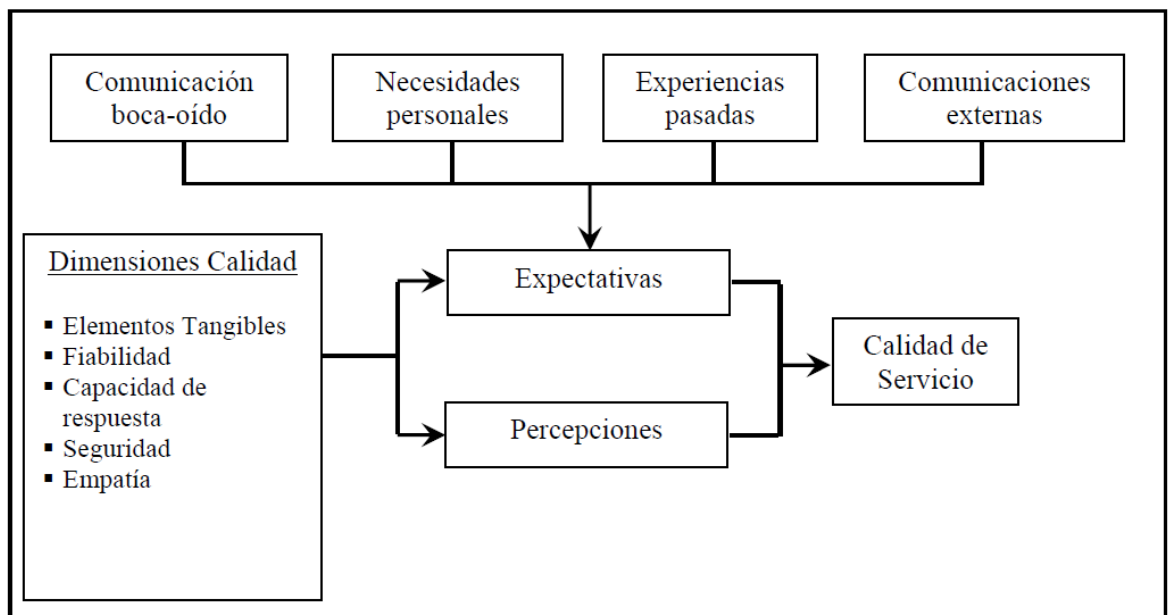 Comunicación
boca-oído
Necesidades
personales
Experiencias
pasadas
Comunicaciones
externas
Dimensiones Calidad
▪ Elementos Tangibles
▪ Fiabilidad
▪ Capacidad de
respuesta
▪ Seguridad
▪ Empatía
Expectativas
Percepciones
Calidad de
Servicio